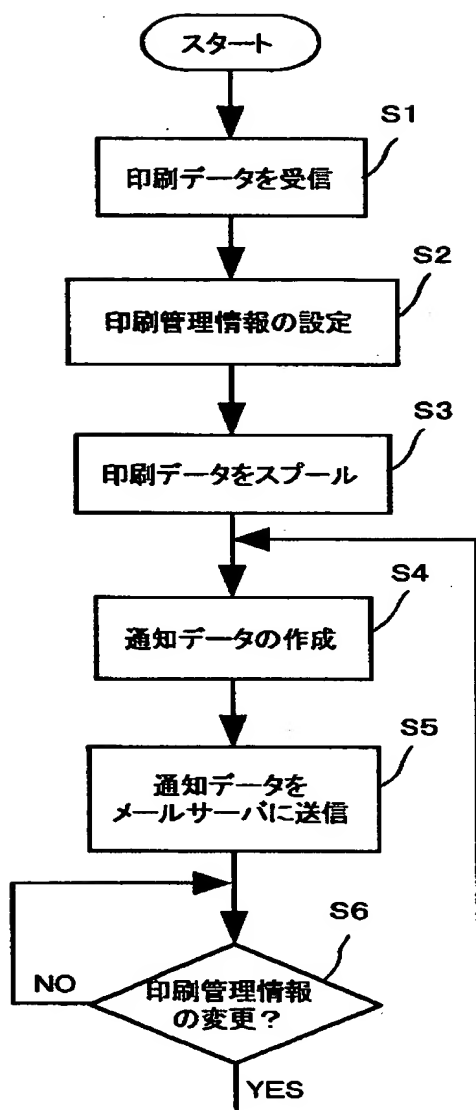 スタート
S1
印刷データを受信
S2
印刷管理情報の設定
S3
印刷データをスプール
S4
通知データの作成
S5
通知データを
メールサーバに送信
S6
印刷管理情報
の変更？
NO
YES